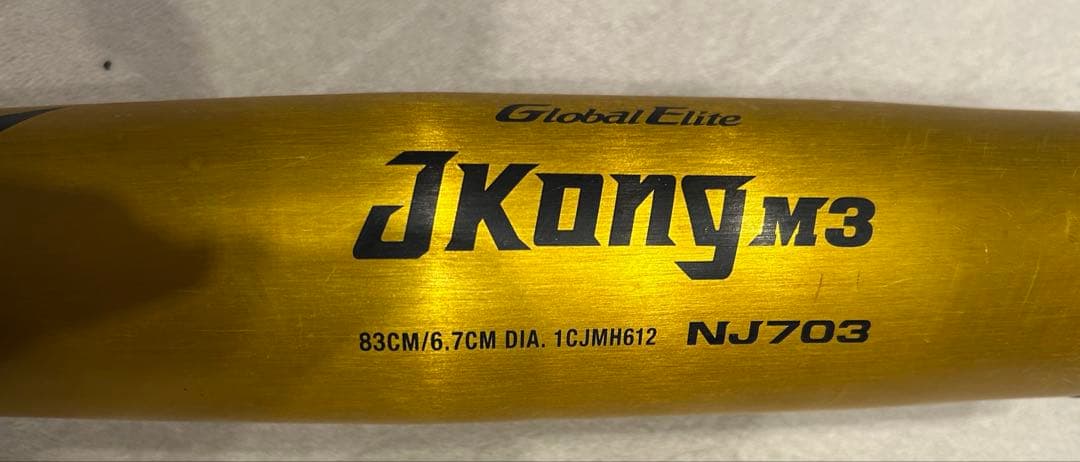 Global Elite
JKong M3
83CM/6.7CM DIA. 1CJMH612 NJ703